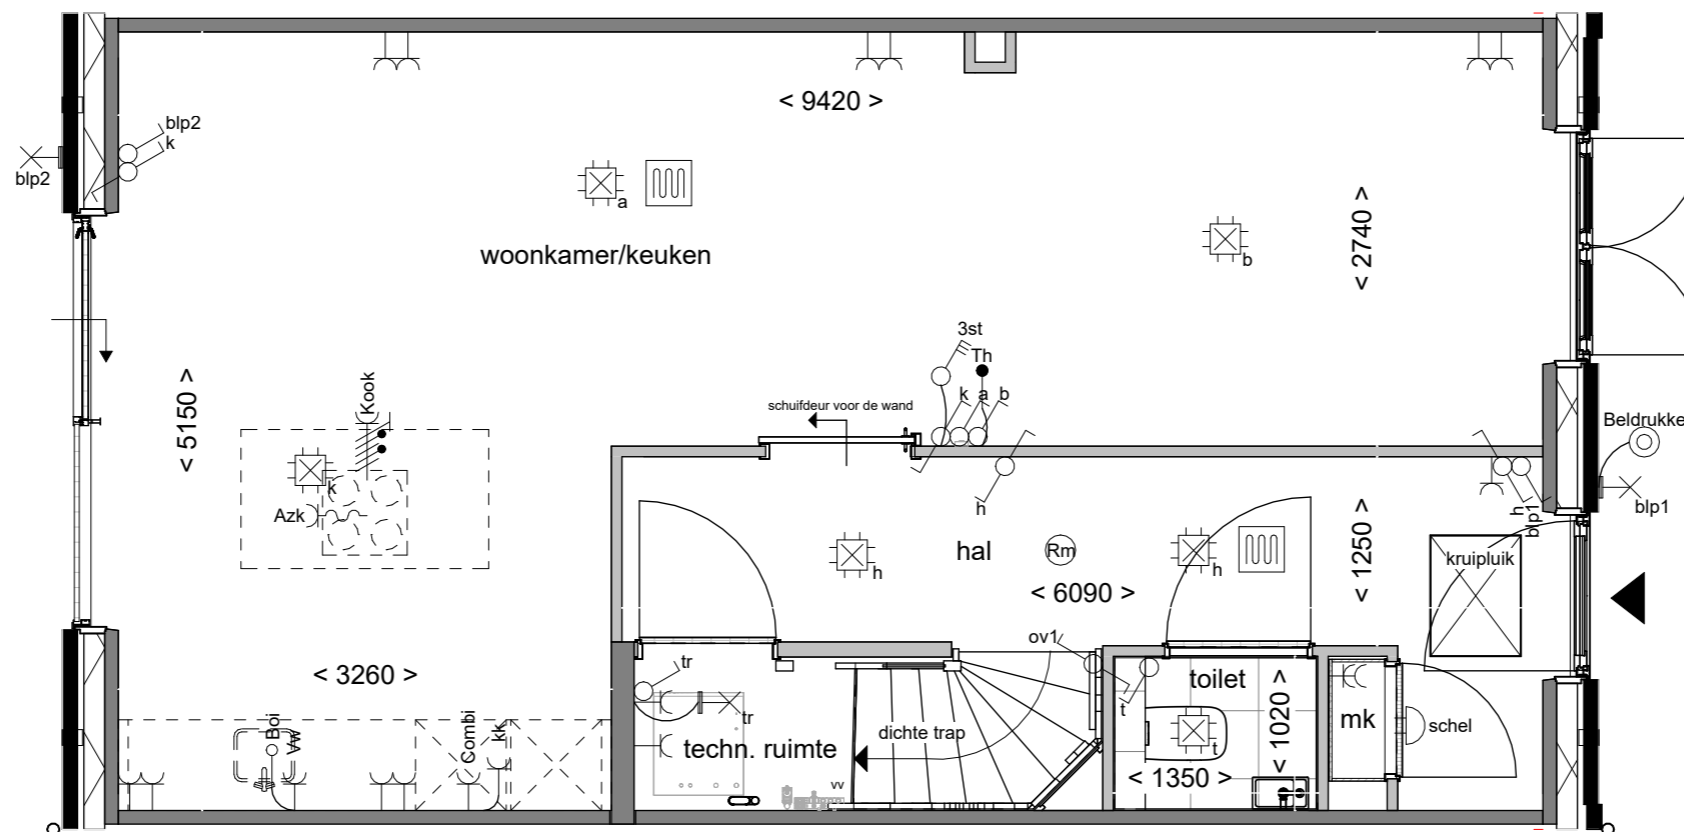 < 9420 >
blp2
k
blp2
a
woonkamer/keuken
b
< 2740 >
3st
Th
k a b
schuifdeur voor de wand
Kook
< 5150 >
Beldrukke
k
Azk
h
h
blp1
blp1
hal
Rm
h
h
< 1250 >
kruipluik
< 6090 >
ov1
tr
< 3260 >
toilet
t
tr
Boi
VW
Combi
kk
techn. ruimte
dichte trap
t
< 1020 >
mk
schel
< 1350 >
vv